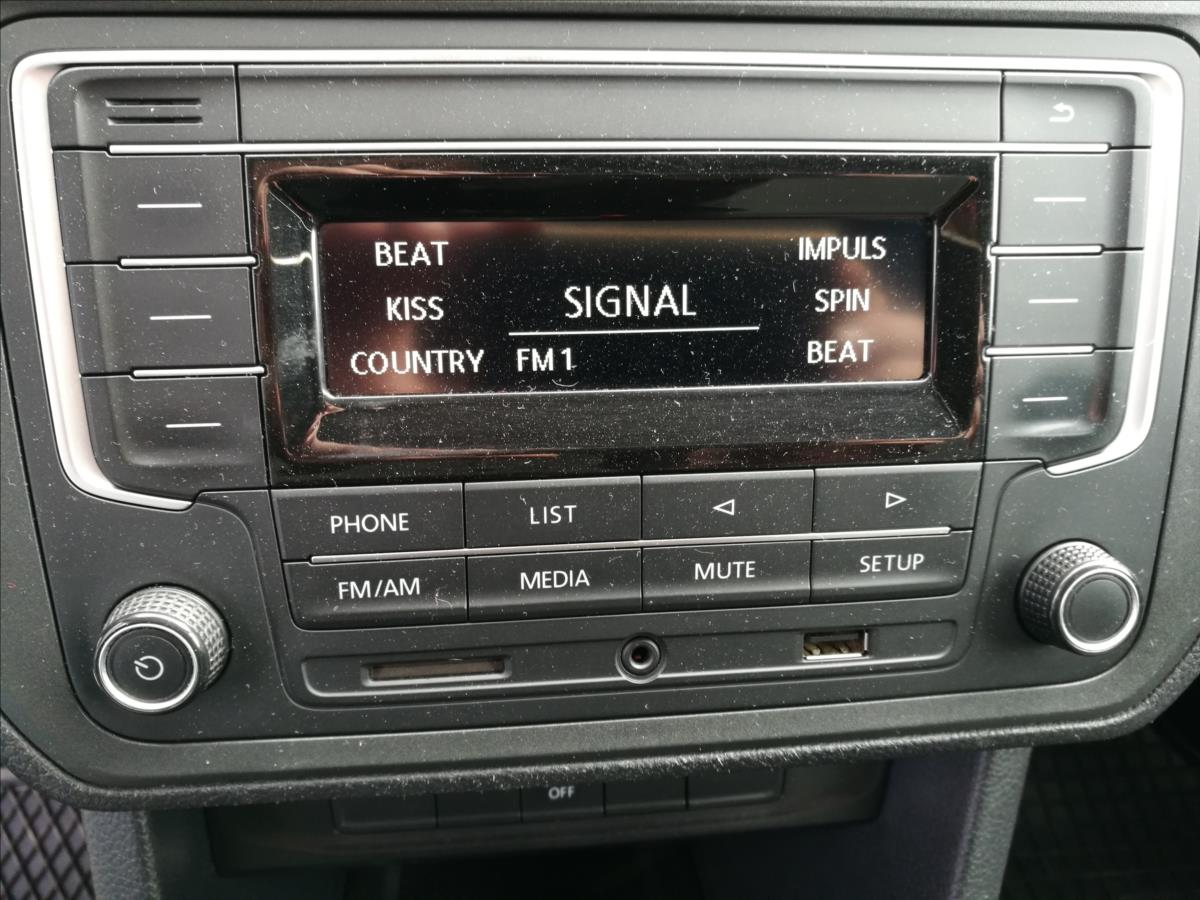 BEAT
IMPULS
KISS
SIGNAL
SPIN
COUNTRY
FM 1
BEAT
PHONE
LIST
FM/AM
MEDIA
MUTE
SETUP
OFF